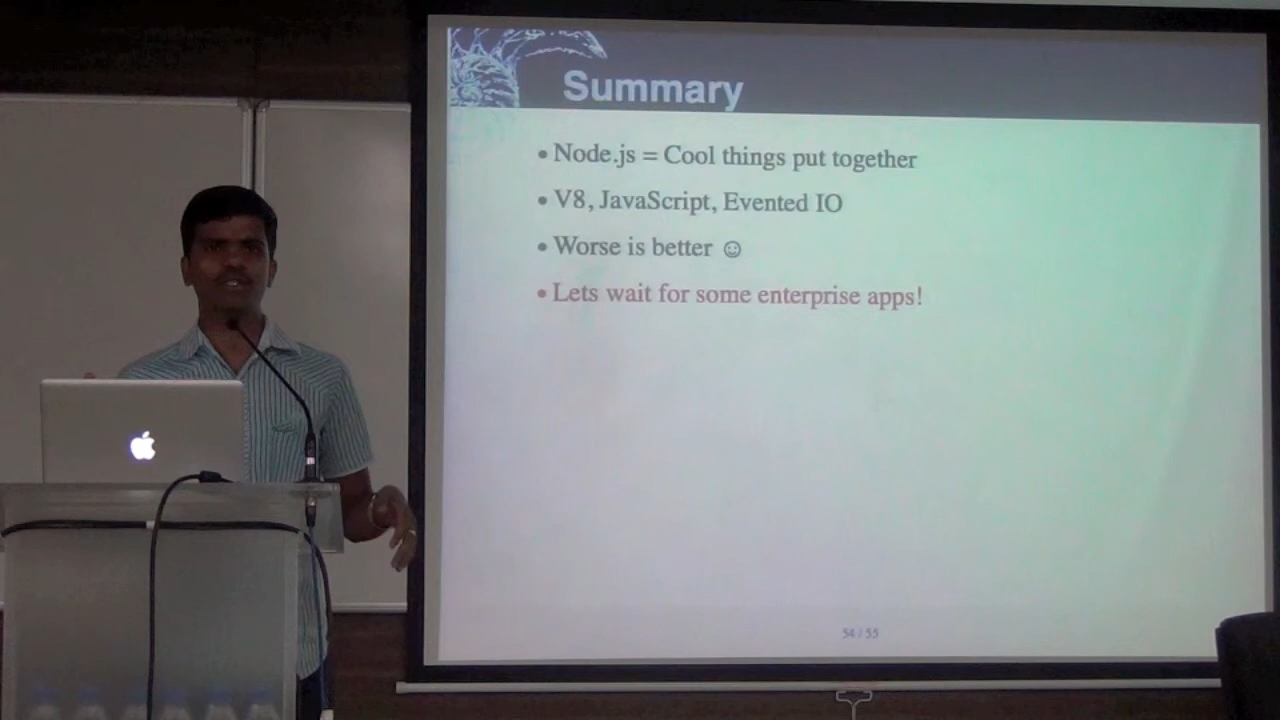 Summary
• Node.js = Cool things put together
• V8, JavaScript, Evented IO
• Worse is better ☺
• Lets wait for some enterprise apps!
54 / 55